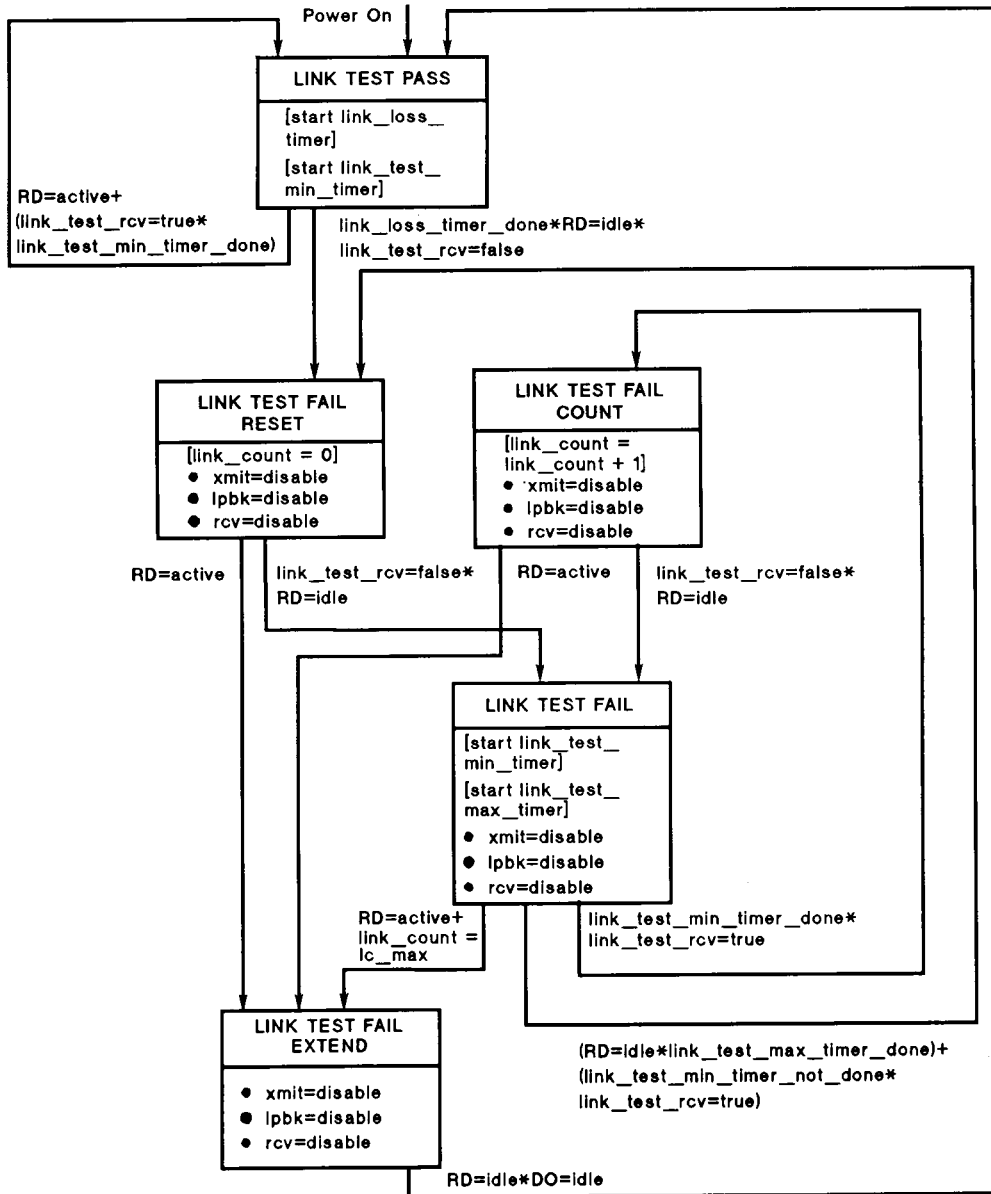 Power On
LINK TEST PASS
[start link_loss_
timer]
[start link_test_
min_timer]
RD=active+
(link_test_rcv=true*
link_test_min_timer_done)
link_loss_timer_done*RD=idle*
link_test_rcv=false
LINK TEST FAIL
RESET
[link_count = 0]
● xmit=disable
● lpbk=disable
● rcv=disable
LINK TEST FAIL
COUNT
[link_count =
link_count + 1]
● xmit=disable
● lpbk=disable
● rcv=disable
RD=active
link_test_rcv=false*
RD=idle
RD=active
link_test_rcv=false*
RD=idle
LINK TEST FAIL
[start link_test_
min_timer]
[start link_test_
max_timer]
● xmit=disable
● lpbk=disable
● rcv=disable
RD=active+
link_count =
lc_max
link_test_min_timer_done*
link_test_rcv=true
LINK TEST FAIL
EXTEND
● xmit=disable
● lpbk=disable
● rcv=disable
(RD=idle*link_test_max_timer_done)+
(link_test_min_timer_not_done*
link_test_rcv=true)
RD=idle*DO=idle